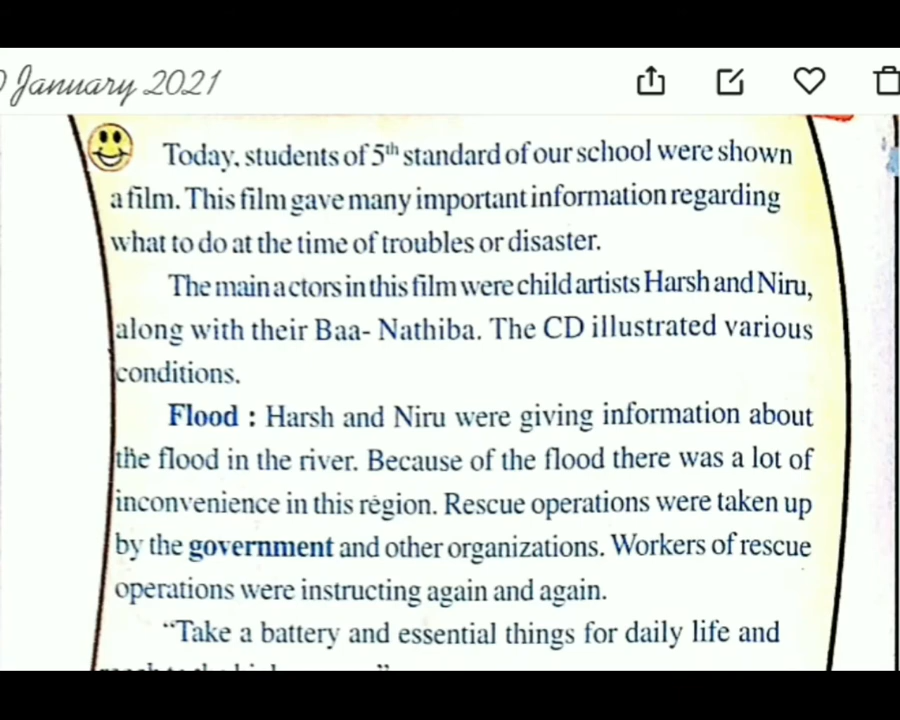 January 2021
Today, students of 5th standard of our school were shown
a film. This film gave many important information regarding
what to do at the time of troubles or disaster.
The main actors in this film were child artists Harsh and Niru,
along with their Baa- Nathiba. The CD illustrated various
conditions.
Flood : Harsh and Niru were giving information about
the flood in the river. Because of the flood there was a lot of
inconvenience in this region. Rescue operations were taken up
by the government and other organizations. Workers of rescue
operations were instructing again and again.
“Take a battery and essential things for daily life and